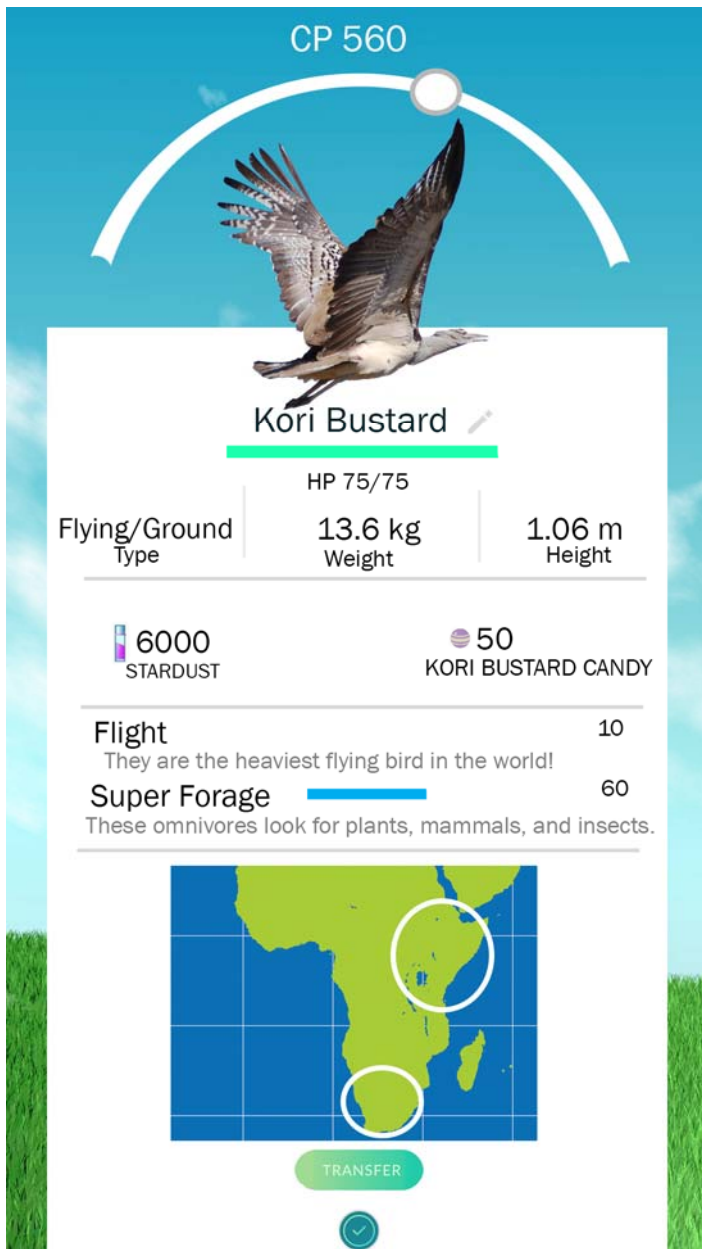 CP 560
Kori Bustard
HP 75/75
Flying/Ground 13.6 kg 1.06 m
Type Weight Height
6000 50
STARDUST KORI BUSTARD CANDY
Flight 10
They are the heaviest flying bird in the world!
Super Forage 60
These omnivores look for plants, mammals, and insects.
TRANSFER